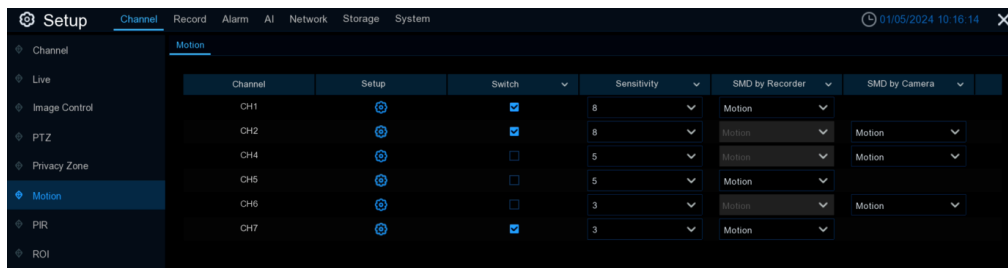 Setup Channel Record Alarm AI Network Storage System 01/05/2024 10:16:14
Channel
Live
Image Control
PTZ
Privacy Zone
Motion
PIR
ROI
Motion
Channel Setup Switch Sensitivity SMD by Recorder SMD by Camera
CH1 8 Motion
CH2 8 Motion Motion
CH4 5 Motion Motion
CH5 5 Motion
CH6 3 Motion Motion
CH7 3 Motion